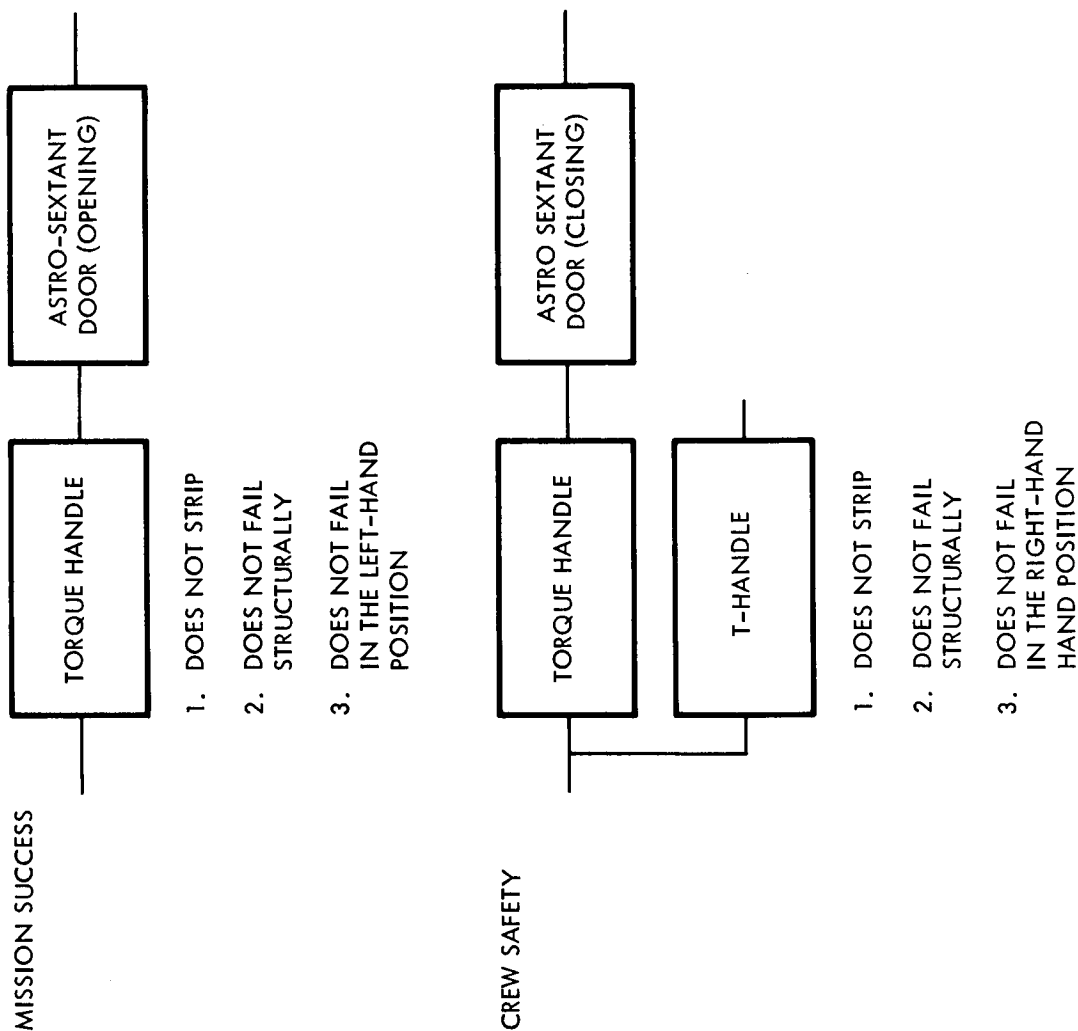 MISSION SUCCESS
TORQUE HANDLE
ASTRO-SEXTANT
DOOR (OPENING)
1. DOES NOT STRIP
2. DOES NOT FAIL
STRUCTURALLY
3. DOES NOT FAIL
IN THE LEFT-HAND
POSITION
CREW SAFETY
TORQUE HANDLE
ASTRO SEXTANT
DOOR (CLOSING)
T-HANDLE
1. DOES NOT STRIP
2. DOES NOT FAIL
STRUCTURALLY
3. DOES NOT FAIL
IN THE RIGHT-HAND
HAND POSITION